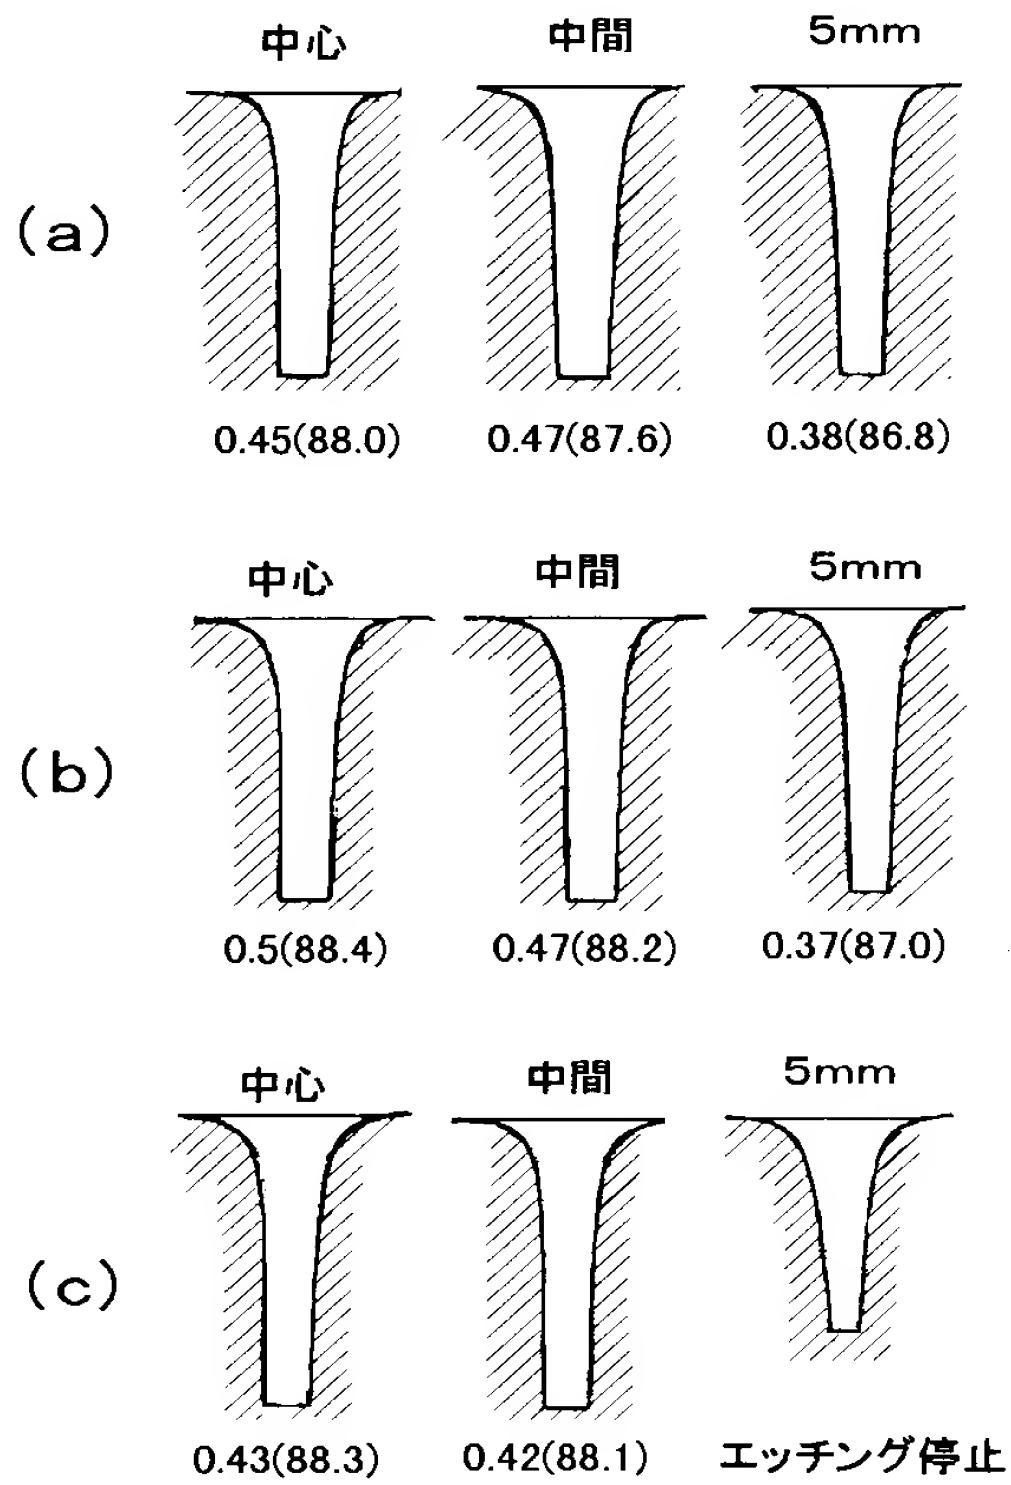 中心 中間 5mm
(a)
0.45(88.0) 0.47(87.6) 0.38(86.8)
中心 中間 5mm
(b)
0.5(88.4) 0.47(88.2) 0.37(87.0)
中心 中間 5mm
(c)
0.43(88.3) 0.42(88.1) エッチング停止